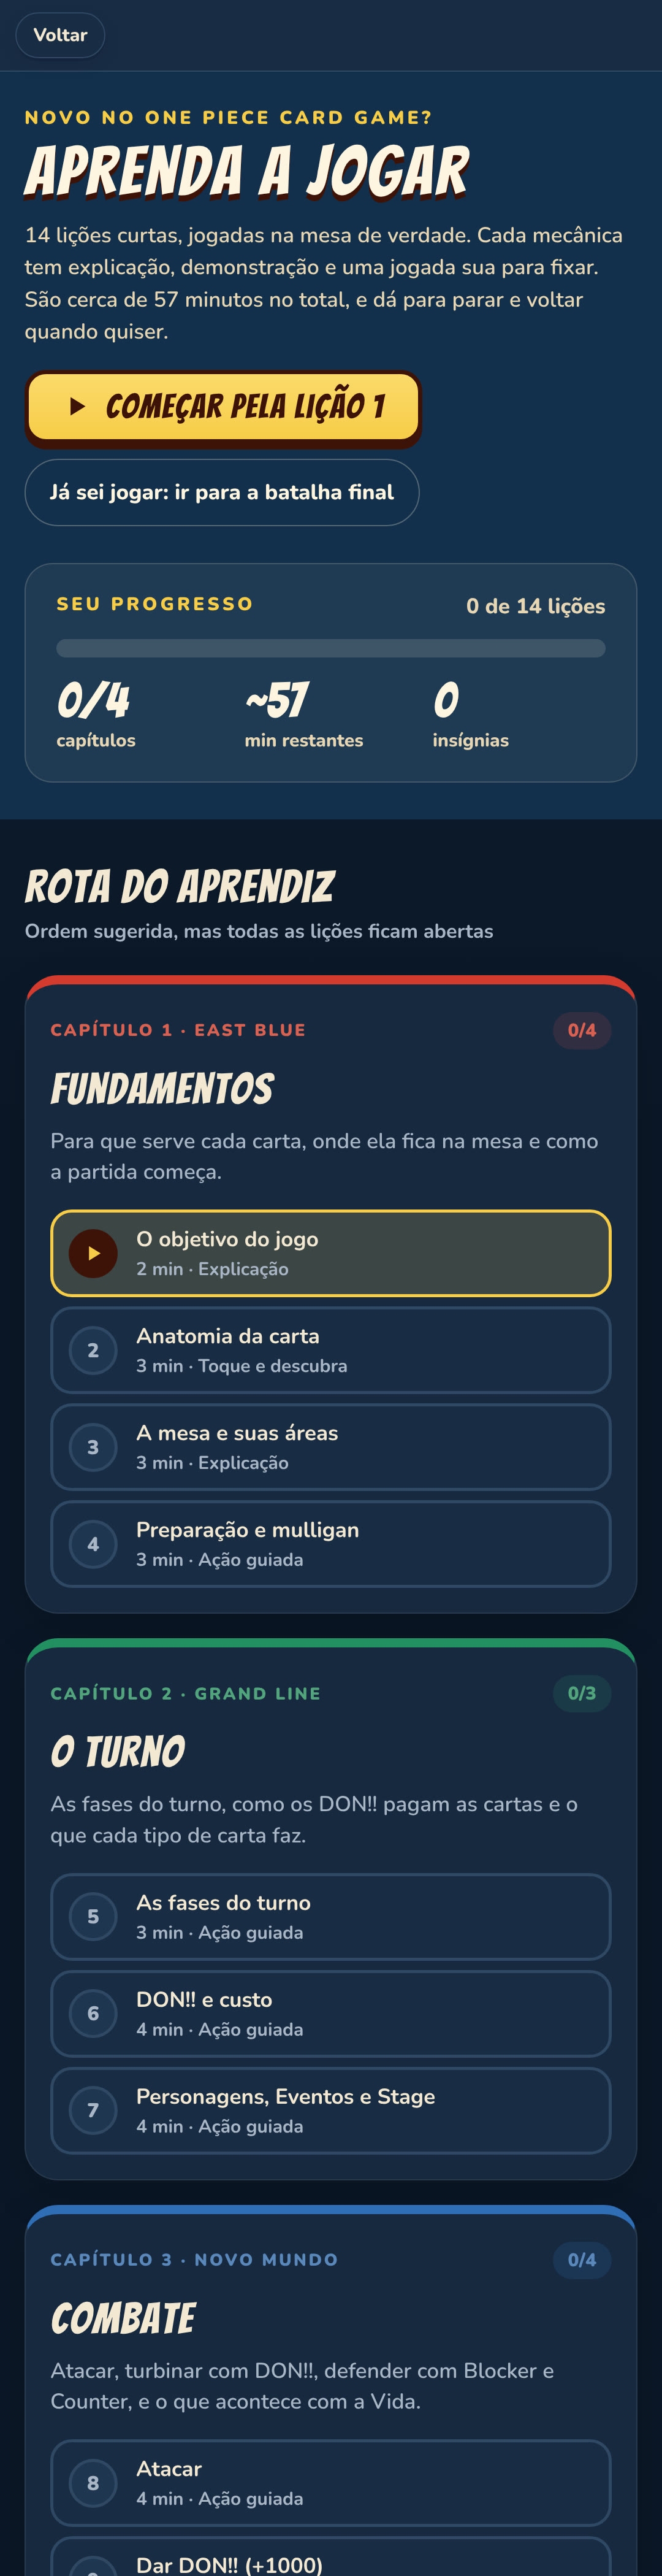 Voltar
NOVO NO ONE PIECE CARD GAME?
APRENDA A JOGAR
14 lições curtas, jogadas na mesa de verdade. Cada mecânica
tem explicação, demonstração e uma jogada sua para fixar.
São cerca de 57 minutos no total, e dá para parar e voltar
quando quiser.
COMEÇAR PELA LIÇÃO 1
Já sei jogar: ir para a batalha final
SEU PROGRESSO
0 de 14 lições
0/4
capítulos
~57
min restantes
0
insígnias
ROTA DO APRENDIZ
Ordem sugerida, mas todas as lições ficam abertas
CAPÍTULO 1 · EAST BLUE
0/4
FUNDAMENTOS
Para que serve cada carta, onde ela fica na mesa e como
a partida começa.
O objetivo do jogo
2 min · Explicação
2
Anatomia da carta
3 min · Toque e descubra
3
A mesa e suas áreas
3 min · Explicação
4
Preparação e mulligan
3 min · Ação guiada
CAPÍTULO 2 · GRAND LINE
0/3
O TURNO
As fases do turno, como os DON!! pagam as cartas e o
que cada tipo de carta faz.
5
As fases do turno
3 min · Ação guiada
6
DON!! e custo
4 min · Ação guiada
7
Personagens, Eventos e Stage
4 min · Ação guiada
CAPÍTULO 3 · NOVO MUNDO
0/4
COMBATE
Atacar, turbinar com DON!!, defender com Blocker e
Counter, e o que acontece com a Vida.
8
Atacar
4 min · Ação guiada
Dar DON!! (+1000)